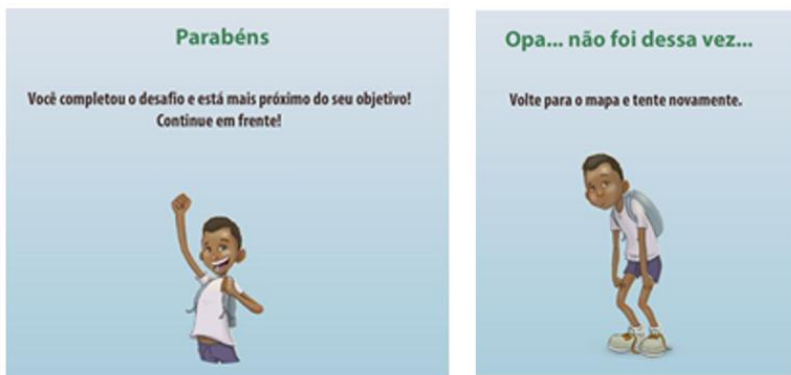 Parabéns
Você completou o desafio e está mais próximo do seu objetivo!
Continue em frente!
Opa... não foi dessa vez...
Volte para o mapa e tente novamente.